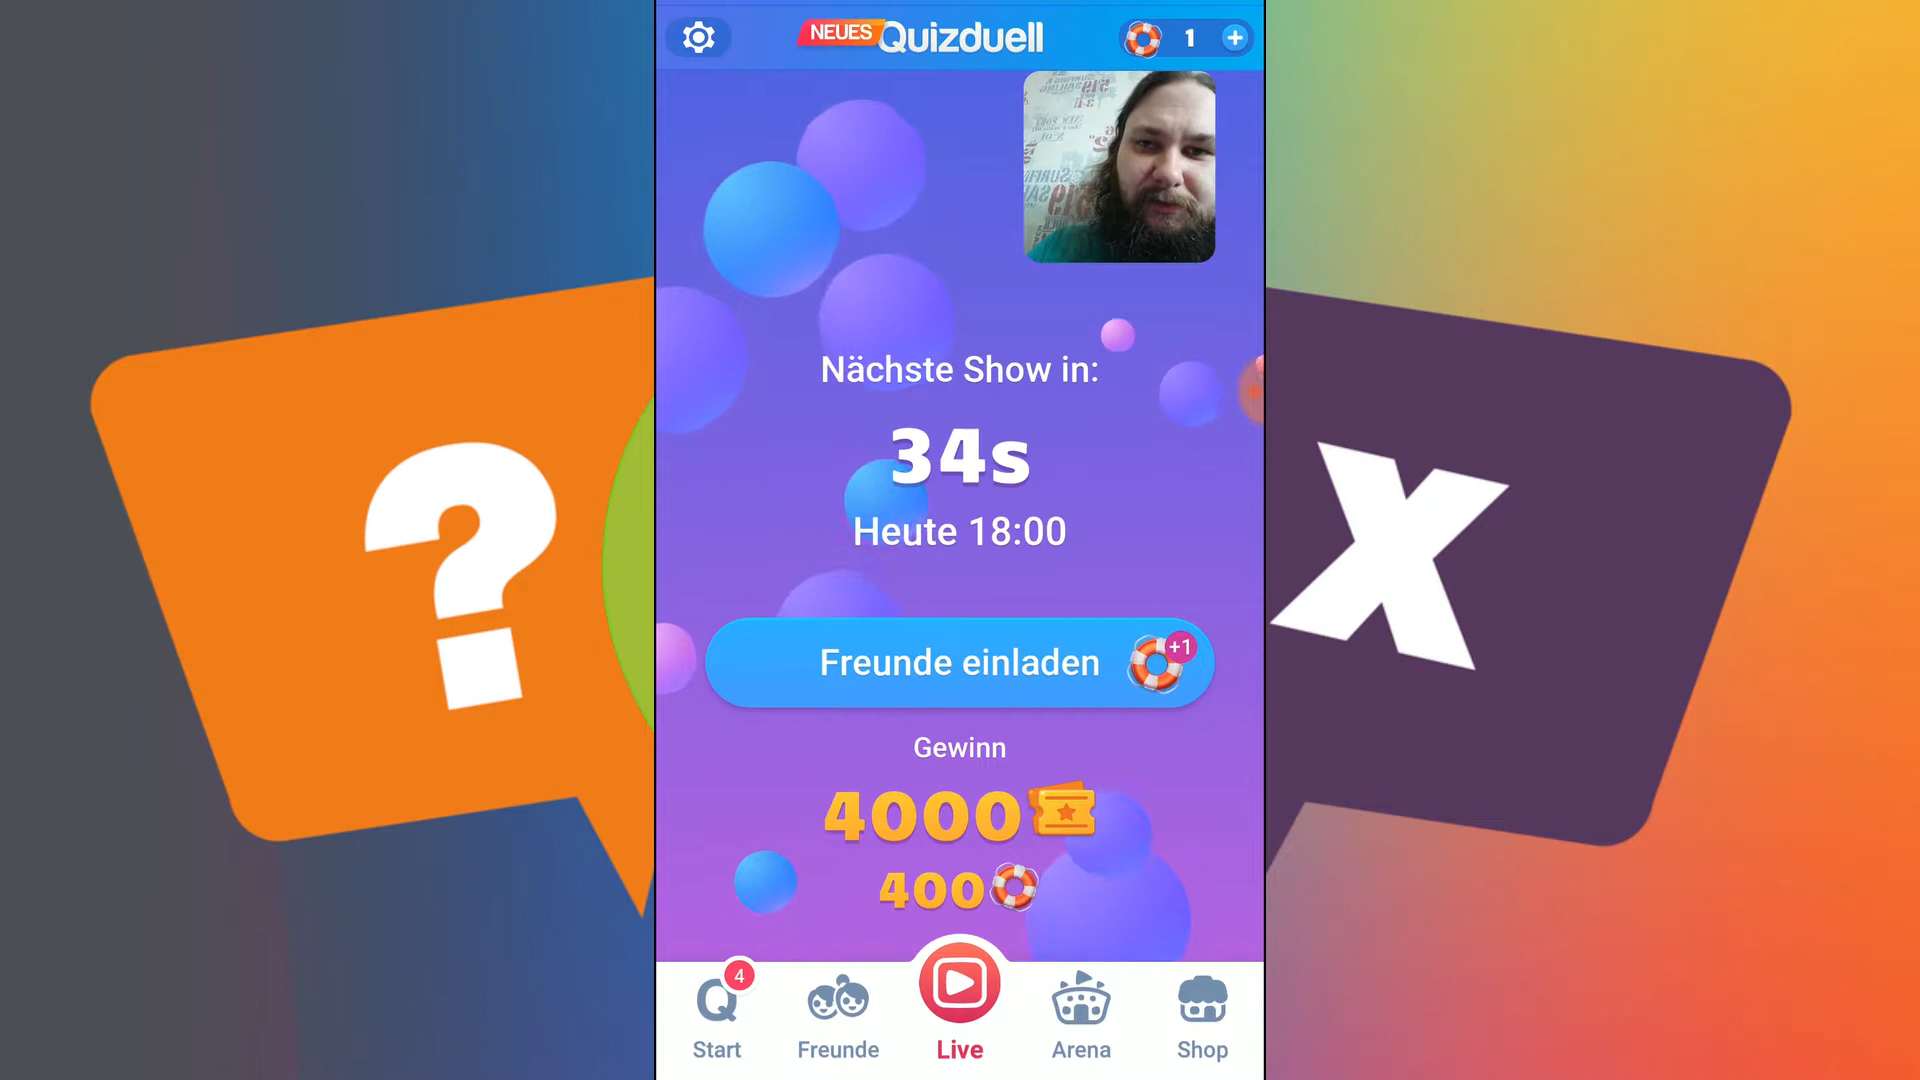 ?
X
NEUES
Quizduell
1
Nächste Show in:
34s
Heute 18:00
Freunde einladen
+1
Gewinn
4000
400
4
Start
Freunde
Live
Arena
Shop